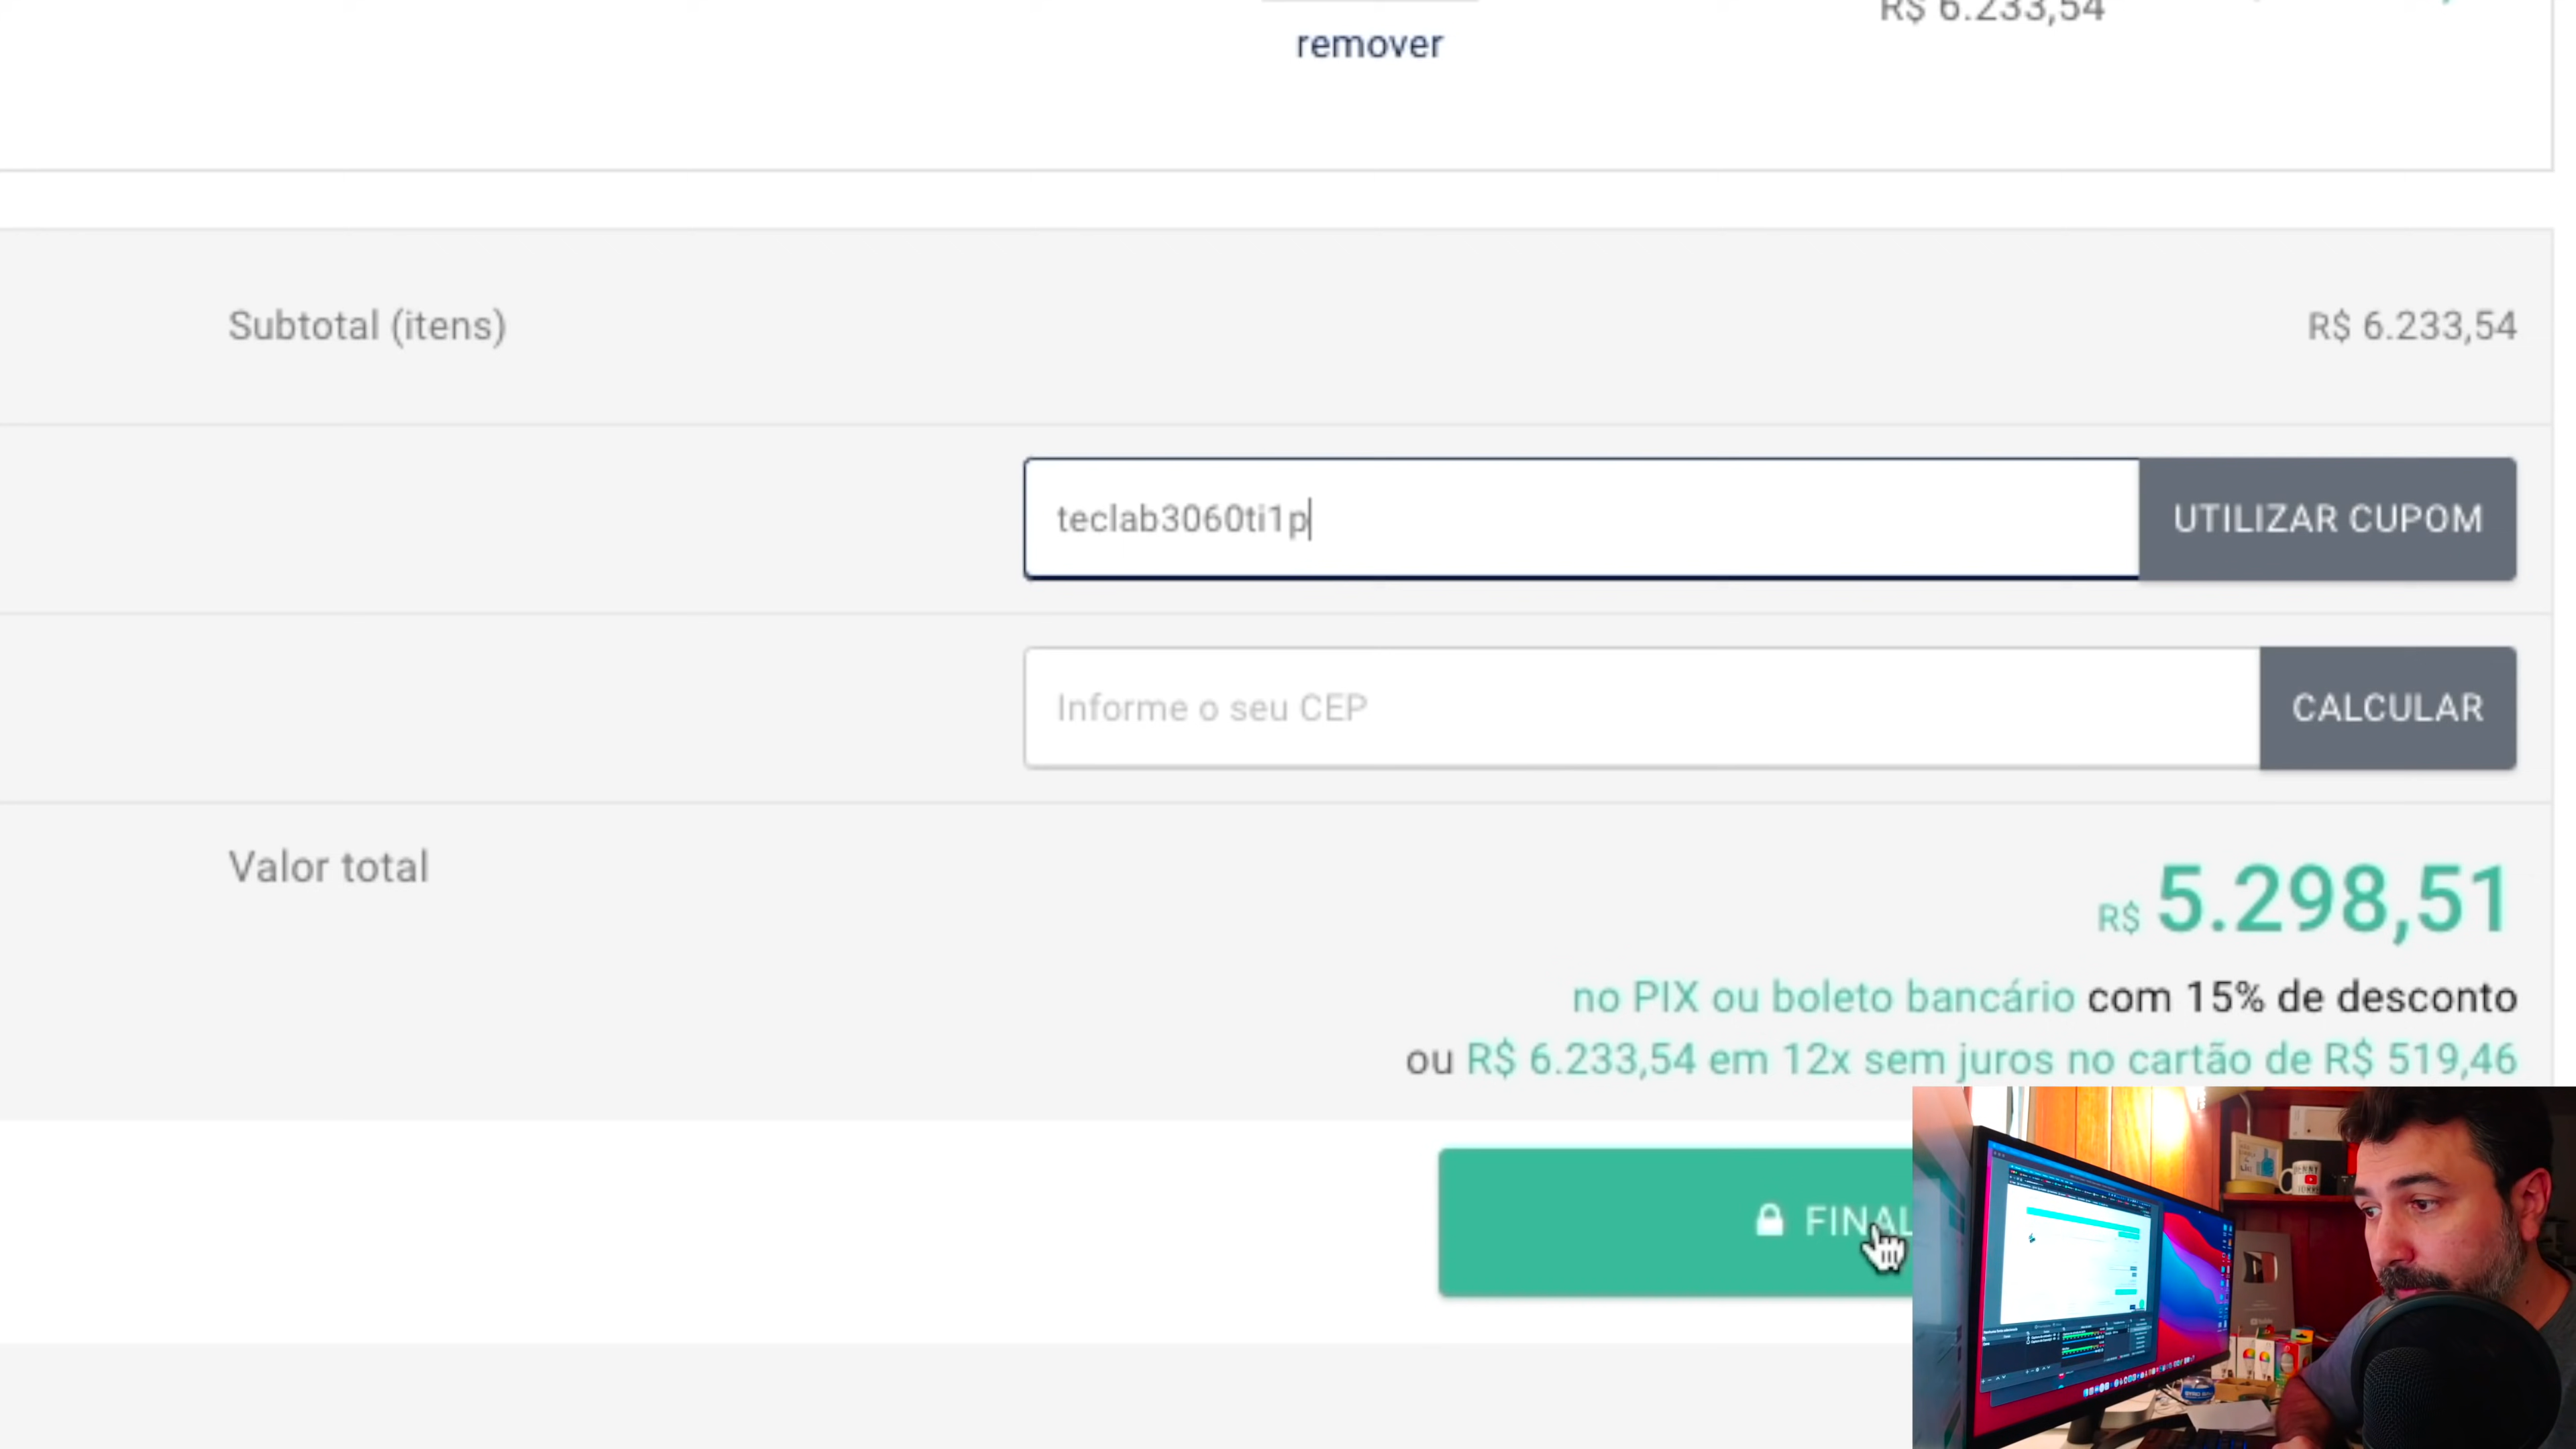 R$ 6.233,54
remover
Subtotal (itens)
R$ 6.233,54
teclab3060ti1p
UTILIZAR CUPOM
Informe o seu CEP
CALCULAR
Valor total
R$ 5.298,51
no PIX ou boleto bancário com 15% de desconto
ou R$ 6.233,54 em 12x sem juros no cartão de R$ 519,46
FINAL